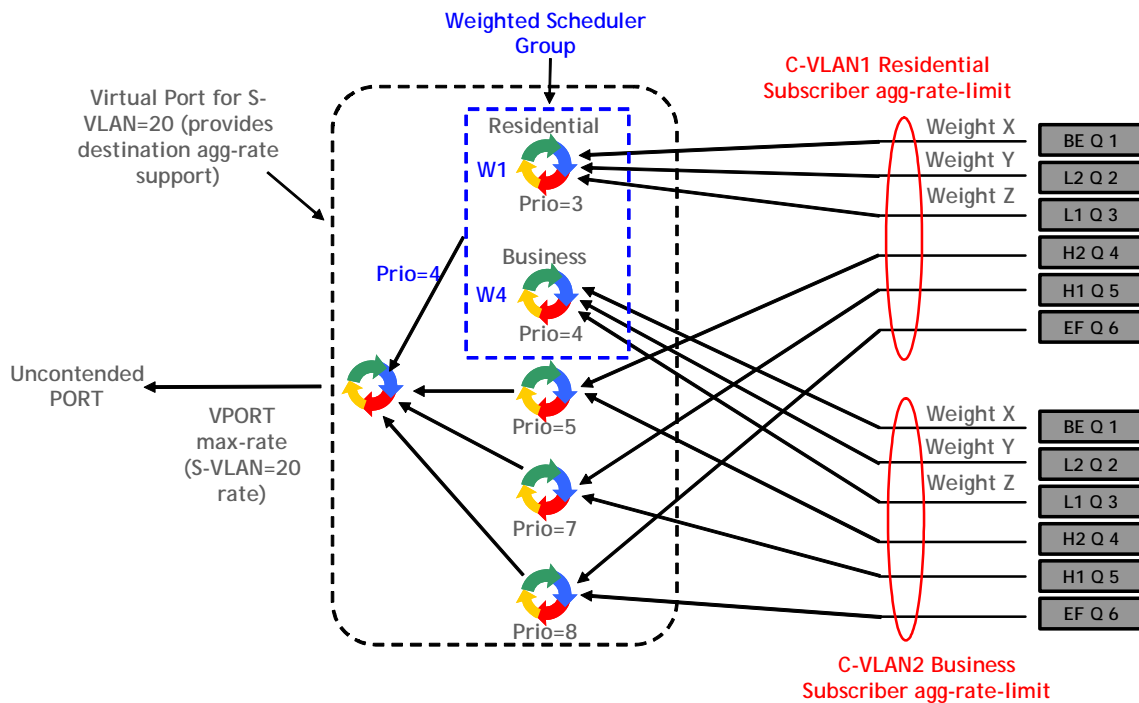 Weighted Scheduler
Group
C-VLAN1 Residential
Subscriber agg-rate-limit
Virtual Port for S-
VLAN=20 (provides
destination agg-rate
support)
Residential
W1
Prio=3
Business
W4
Prio=4
Prio=4
Prio=5
Prio=7
Prio=8
Uncontended
PORT
VPORT
max-rate
(S-VLAN=20
rate)
Weight X
Weight Y
Weight Z
BE Q 1
L2 Q 2
L1 Q 3
H2 Q 4
H1 Q 5
EF Q 6
Weight X
Weight Y
Weight Z
BE Q 1
L2 Q 2
L1 Q 3
H2 Q 4
H1 Q 5
EF Q 6
C-VLAN2 Business
Subscriber agg-rate-limit